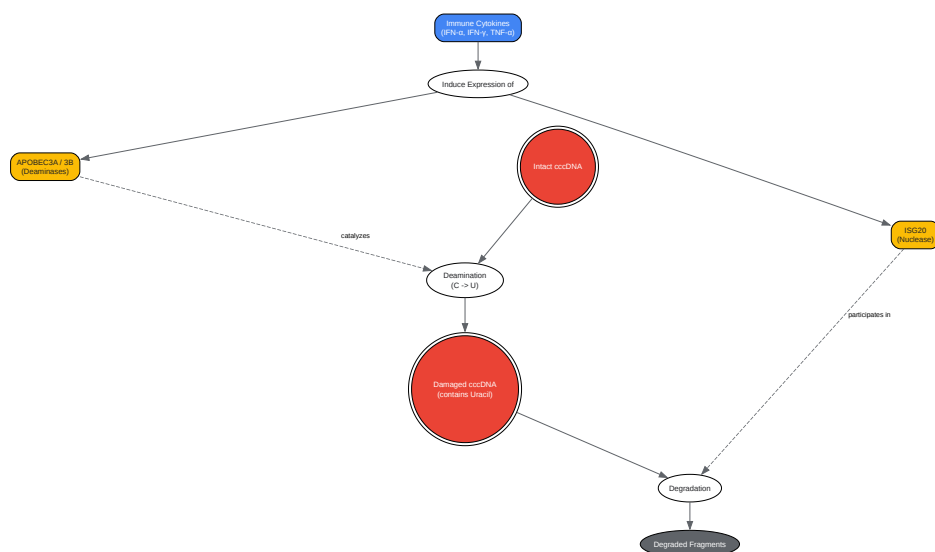 Immune Cytokines
(IFN-α, IFN-γ, TNF-α)
Induce Expression of
APOBEC3A / 3B
(Deaminases)
Intact cccDNA
ISG20
(Nuclease)
catalyzes
Deamination
(C -> U)
participates in
Damaged cccDNA
(contains Uracil)
Degradation
Degraded Fragments